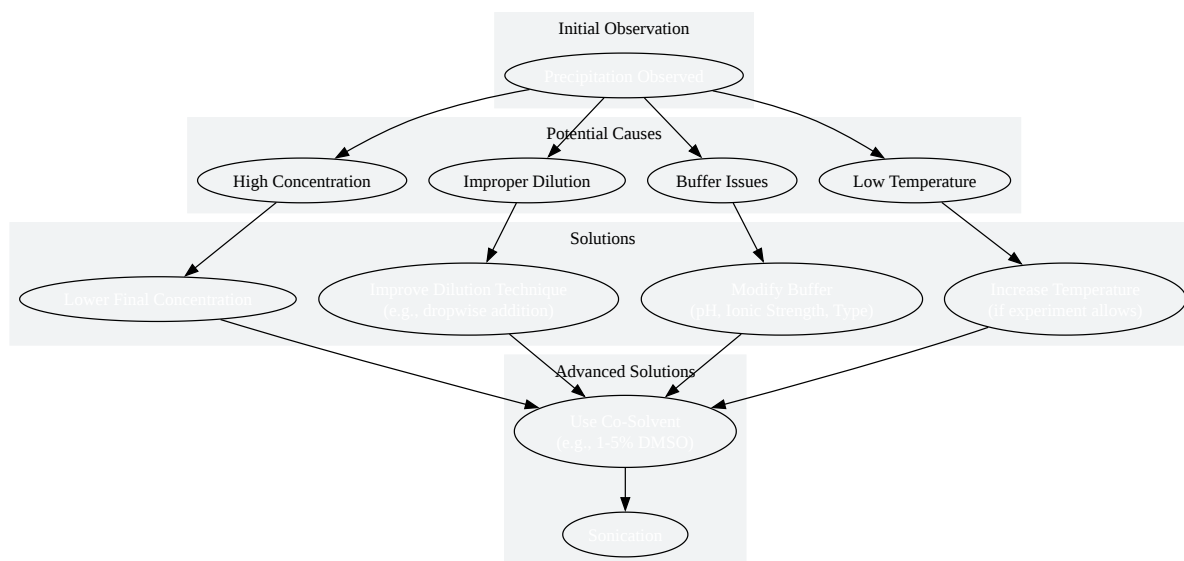 Initial Observation
Precipitation Observed
Potential Causes
High Concentration
Improper Dilution
Buffer Issues
Low Temperature
Solutions
Lower Final Concentration
Improve Dilution Technique
(e.g., dropwise addition)
Modify Buffer
(pH, Ionic Strength, Type)
Increase Temperature
(if experiment allows)
Advanced Solutions
Use Co-Solvent
(e.g., 1-5% DMSO)
Sonication